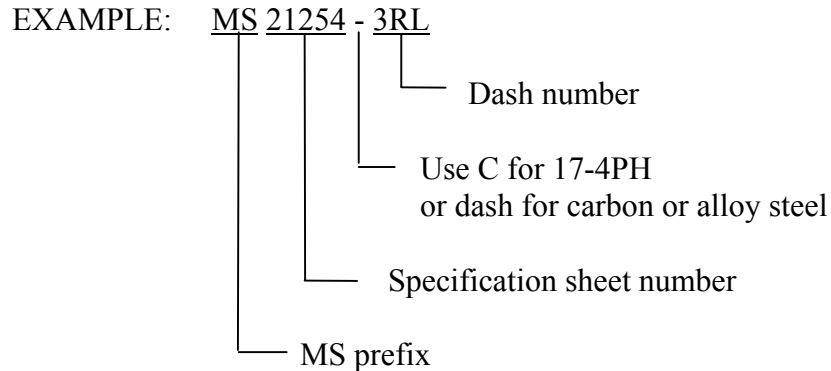 EXAMPLE: MS 21254 - 3RL
Dash number
Use C for 17-4PH
or dash for carbon or alloy steel
Specification sheet number
MS prefix